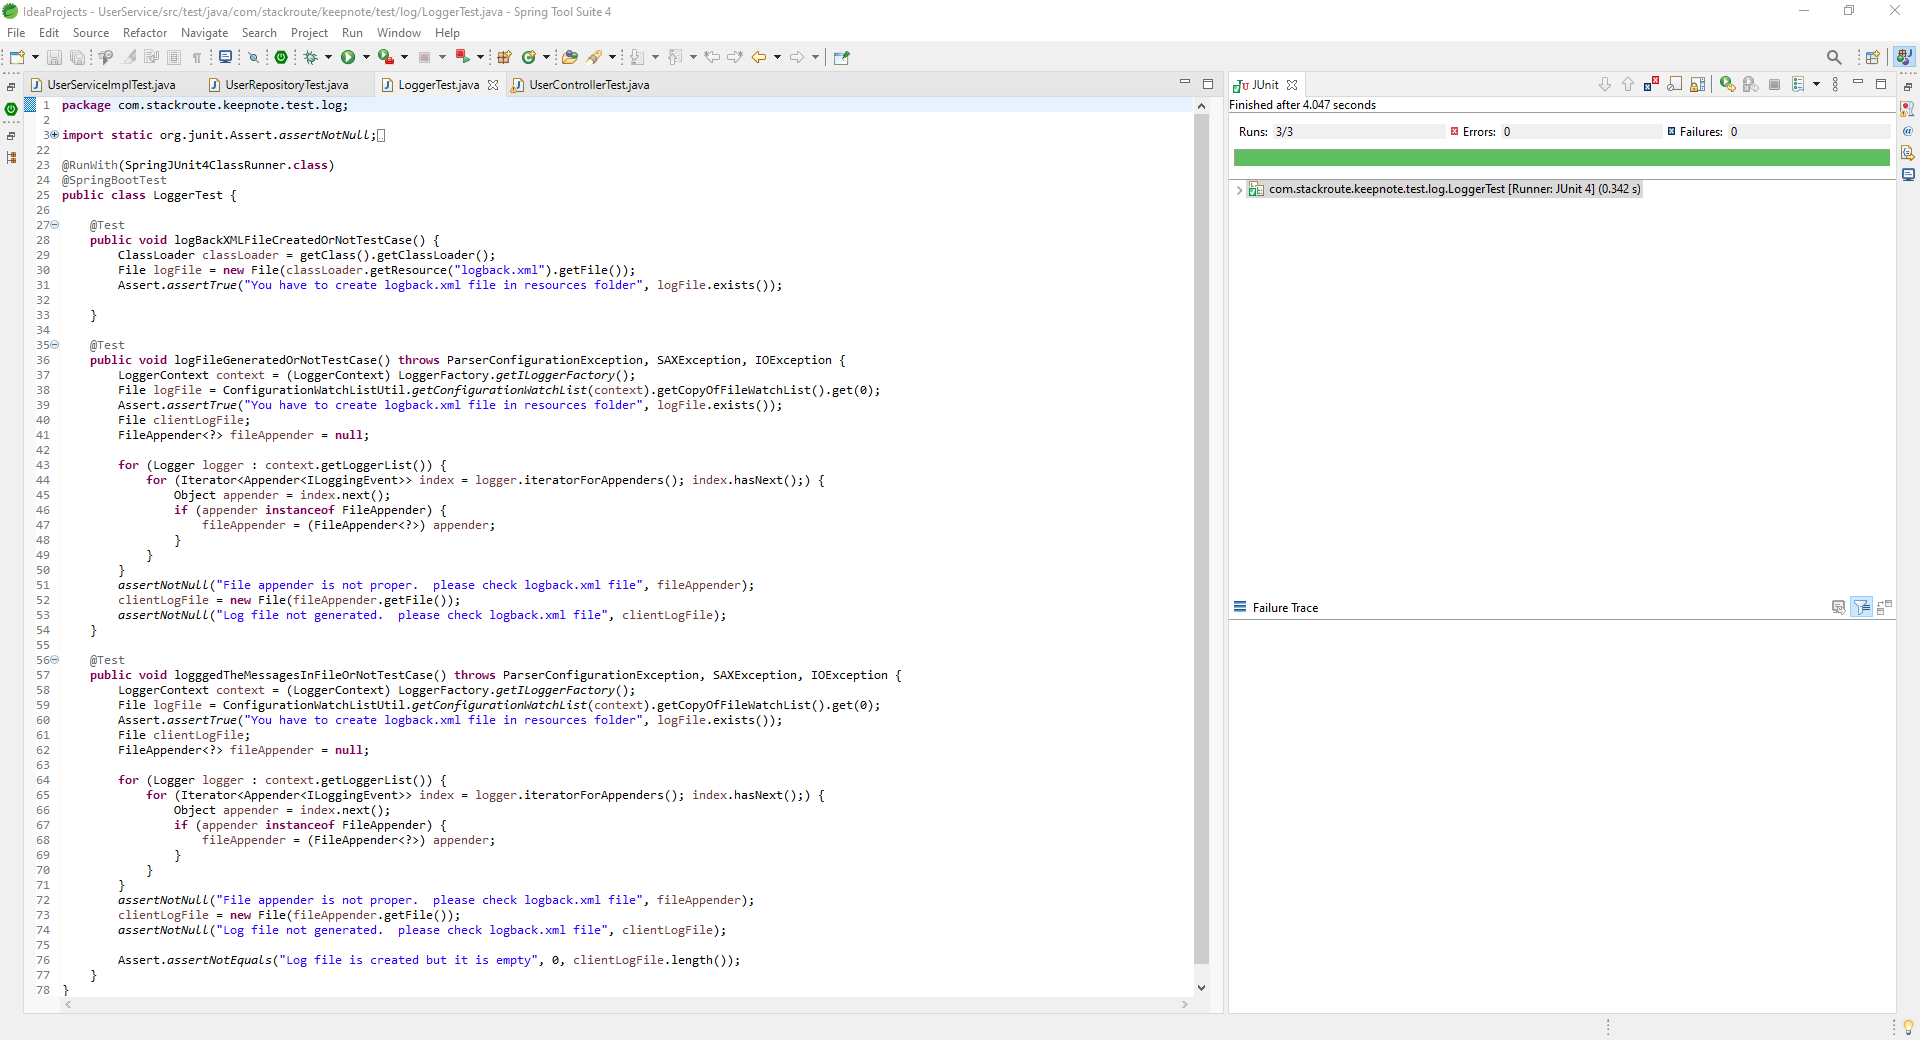 IdeaProjects - UserService/src/test/java/com/stackroute/keepnote/test/log/LoggerTest.java - Spring Tool Suite 4
File Edit Source Refactor Navigate Search Project Run Window Help
UserServiceImplTest.java UserRepositoryTest.java LoggerTest.java UserControllerTest.java
1 package com.stackroute.keepnote.test.log;
2
3 import static org.junit.Assert.assertNotNull;
22
23 @RunWith(SpringJUnit4ClassRunner.class)
24 @SpringBootTest
25 public class LoggerTest {
26
27 @Test
28 public void logBackXMLFileCreatedOrNotTestCase() {
29 ClassLoader classLoader = getClass().getClassLoader();
30 File logFile = new File(classLoader.getResource("logback.xml").getFile());
31 Assert.assertTrue("You have to create logback.xml file in resources folder", logFile.exists());
32
33 }
34
35 @Test
36 public void logFileGeneratedOrNotTestCase() throws ParserConfigurationException, SAXException, IOException {
37 LoggerContext context = (LoggerContext) LoggerFactory.getILoggerFactory();
38 File logFile = ConfigurationWatchListUtil.getConfigurationWatchList(context).getCopyOfFileWatchList().get(0);
39 Assert.assertTrue("You have to create logback.xml file in resources folder", logFile.exists());
40 File clientLogFile;
41 FileAppender<?> fileAppender = null;
42
43 for (Logger logger : context.getLoggerList()) {
44 for (Iterator<Appender<ILoggingEvent>> index = logger.iteratorForAppenders(); index.hasNext();) {
45 Object appender = index.next();
46 if (appender instanceof FileAppender) {
47 fileAppender = (FileAppender<?>) appender;
48 }
49 }
50 }
51 assertNotNull("File appender is not proper.  please check logback.xml file", fileAppender);
52 clientLogFile = new File(fileAppender.getFile());
53 assertNotNull("Log file not generated.  please check logback.xml file", clientLogFile);
54 }
55
56 @Test
57 public void logggedTheMessagesInFileOrNotTestCase() throws ParserConfigurationException, SAXException, IOException {
58 LoggerContext context = (LoggerContext) LoggerFactory.getILoggerFactory();
59 File logFile = ConfigurationWatchListUtil.getConfigurationWatchList(context).getCopyOfFileWatchList().get(0);
60 Assert.assertTrue("You have to create logback.xml file in resources folder", logFile.exists());
61 File clientLogFile;
62 FileAppender<?> fileAppender = null;
63
64 for (Logger logger : context.getLoggerList()) {
65 for (Iterator<Appender<ILoggingEvent>> index = logger.iteratorForAppenders(); index.hasNext();) {
66 Object appender = index.next();
67 if (appender instanceof FileAppender) {
68 fileAppender = (FileAppender<?>) appender;
69 }
70 }
71 }
72 assertNotNull("File appender is not proper.  please check logback.xml file", fileAppender);
73 clientLogFile = new File(fileAppender.getFile());
74 assertNotNull("Log file not generated.  please check logback.xml file", clientLogFile);
75
76 Assert.assertNotEquals("Log file is created but it is empty", 0, clientLogFile.length());
77 }
78 }
JUnit
Finished after 4.047 seconds
Runs: 3/3 Errors: 0 Failures: 0
com.stackroute.keepnote.test.log.LoggerTest [Runner: JUnit 4] (0.342 s)
Failure Trace